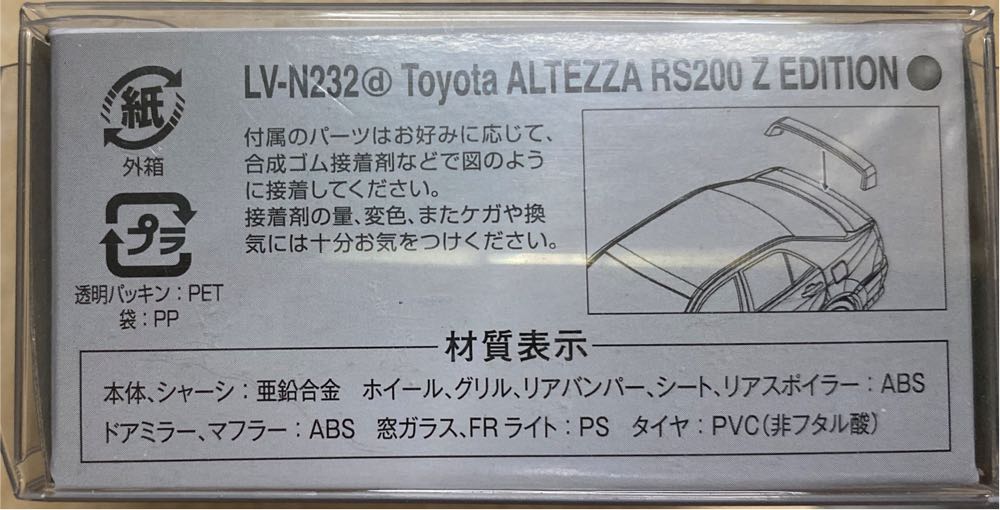 紙
外箱
プラ
透明パッキン：PET
袋：PP
LV-N232ⓓ Toyota ALTEZZA RS200 Z EDITION
付属のパーツはお好みに応じて、
合成ゴム接着剤などで図のよう
に接着してください。
接着剤の量、変色、またケガや換
気には十分お気をつけください。
材質表示
本体、シャーシ：亜鉛合金　ホイール、グリル、リアバンパー、シート、リアスポイラー：ABS
ドアミラー、マフラー：ABS　窓ガラス、FRライト：PS　タイヤ：PVC（非フタル酸）